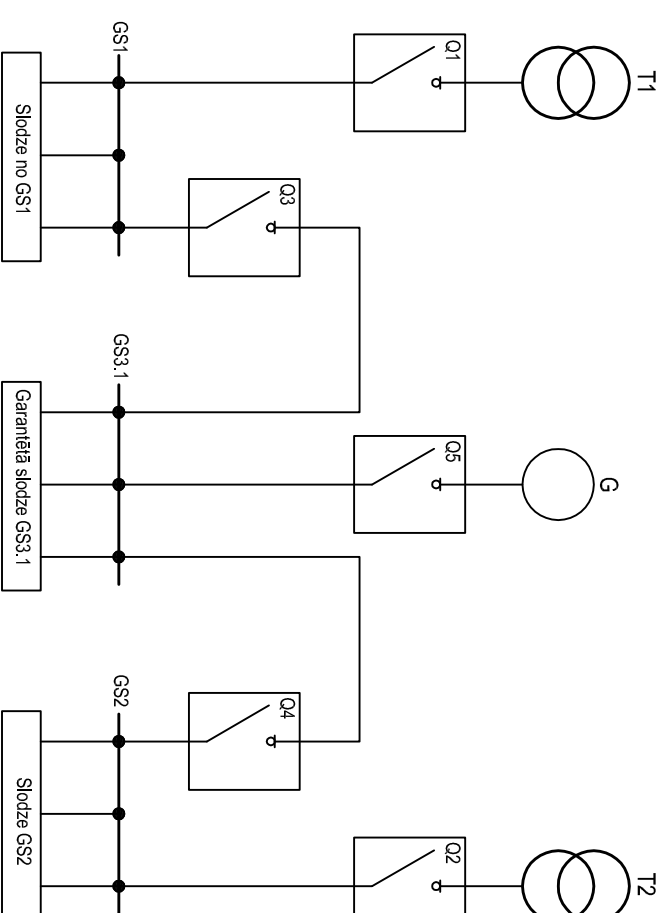 T1
G
T2
Q1
Q5
Q2
Q3
Q4
GS1
GS3.1
GS2
Slodze no GS1
Garantētā slodze GS3.1
Slodze GS2